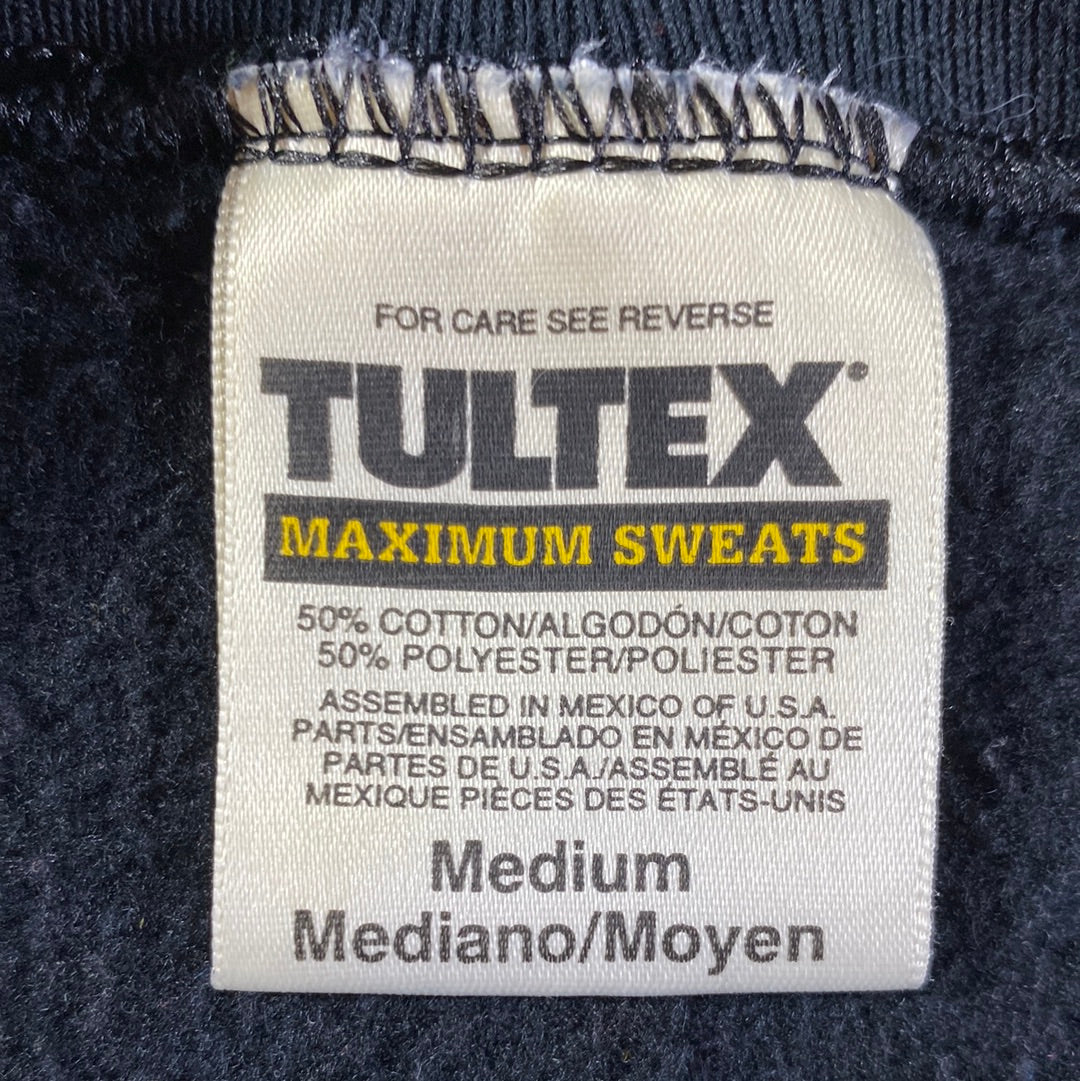 FOR CARE SEE REVERSE
TULTEX®
MAXIMUM SWEATS
50% COTTON/ALGODÓN/COTON
50% POLYESTER/POLIESTER
ASSEMBLED IN MEXICO OF U.S.A.
PARTS/ENSAMBLADO EN MÉXICO DE
PARTES DE U.S.A./ASSEMBLÉ AU
MEXIQUE PIÈCES DES ÉTATS-UNIS
Medium
Mediano/Moyen